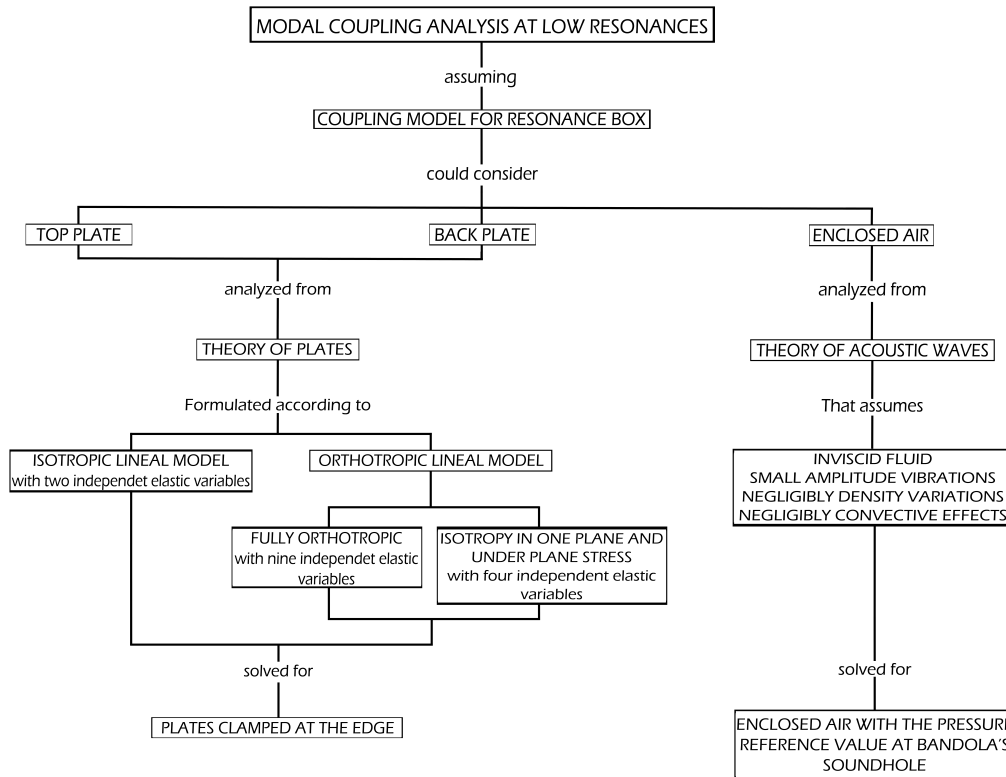 MODAL COUPLING ANALYSIS AT LOW RESONANCES
assuming
COUPLING MODEL FOR RESONANCE BOX
could consider
TOP PLATE
BACK PLATE
ENCLOSED AIR
analyzed from
analyzed from
THEORY OF PLATES
THEORY OF ACOUSTIC WAVES
Formulated according to
That assumes
ISOTROPIC LINEAL MODEL
with two independet elastic variables
ORTHOTROPIC LINEAL MODEL
INVISCID FLUID
SMALL AMPLITUDE VIBRATIONS
NEGLIGIBLY DENSITY VARIATIONS
NEGLIGIBLY CONVECTIVE EFFECTS
FULLY ORTHOTROPIC
with nine independet elastic
variables
ISOTROPY IN ONE PLANE AND
UNDER PLANE STRESS
with four independent elastic
variables
solved for
solved for
PLATES CLAMPED AT THE EDGE
ENCLOSED AIR WITH THE PRESSURE
REFERENCE VALUE AT BANDOLA'S
SOUNDHOLE